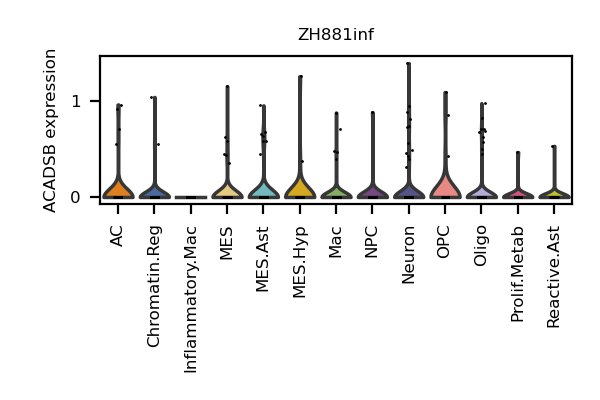 ZH881inf
ACADSB expression
1
0
AC
Chromatin.Reg
Inflammatory.Mac
MES
MES.Ast
MES.Hyp
Mac
NPC
Neuron
OPC
Oligo
Prolif.Metab
Reactive.Ast